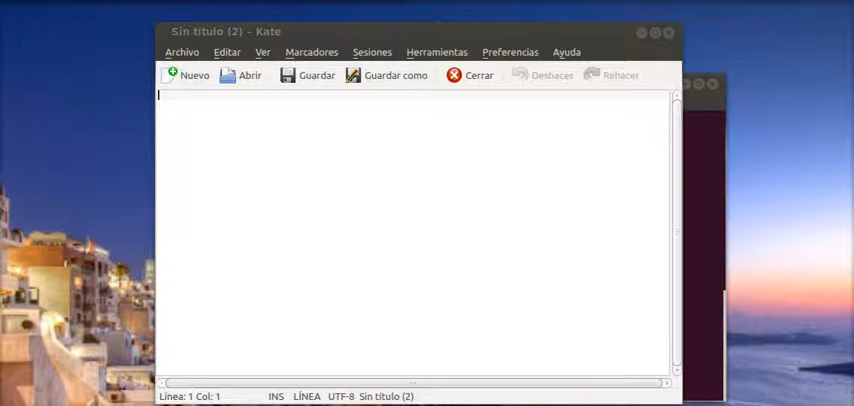 Sin título (2) - Kate
Archivo Editar Ver Marcadores Sesiones Herramientas Preferencias Ayuda
Nuevo Abrir Guardar Guardar como Cerrar Deshacer Rehacer
Línea: 1 Col: 1 INS LÍNEA UTF-8 Sin título (2)